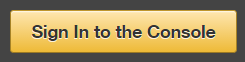 Sign In to the Console